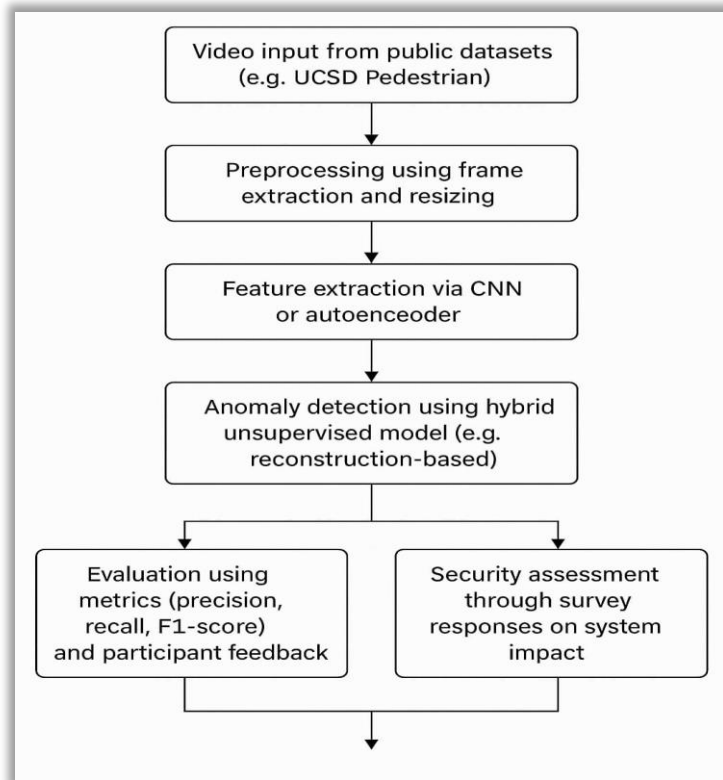 Video input from public datasets
(e.g. UCSD Pedestrian)
Preprocessing using frame
extraction and resizing
Feature extraction via CNN
or autoenceoder
Anomaly detection using hybrid
unsupervised model (e.g.
reconstruction-based)
Evaluation using
metrics (precision,
recall, F1-score)
and participant feedback
Security assessment
through survey
responses on system
impact